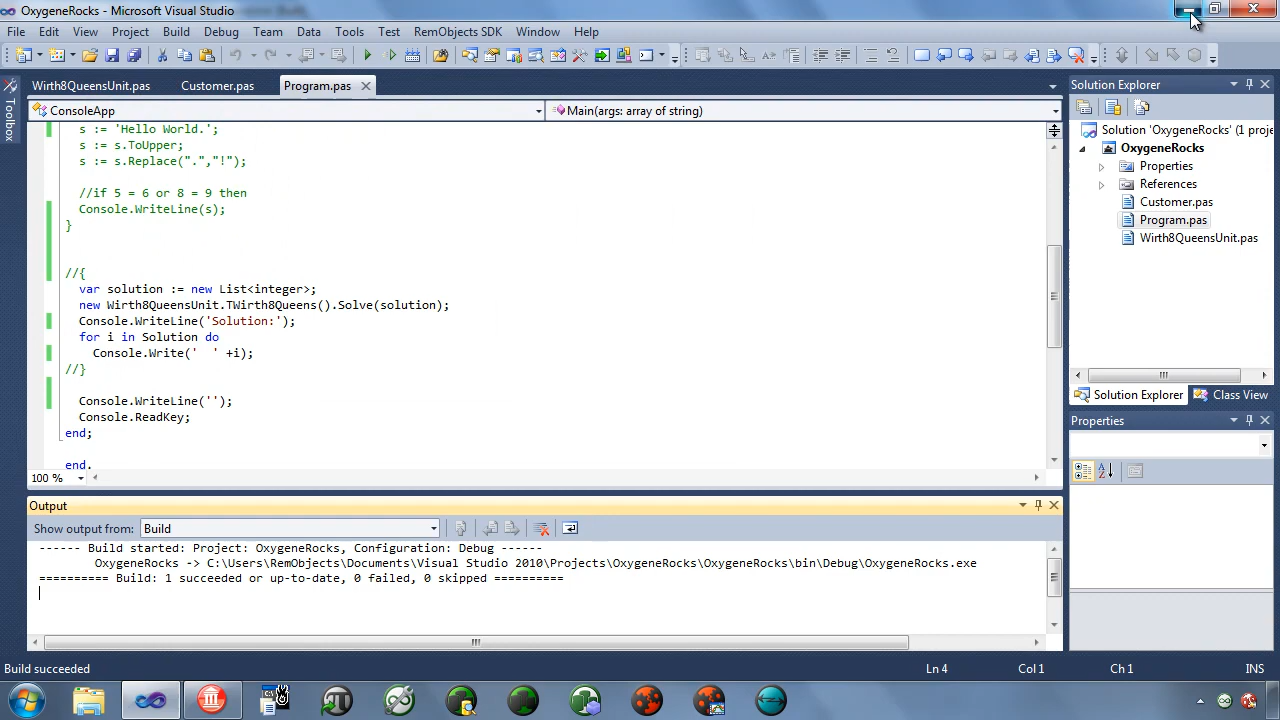 OxygeneRocks - Microsoft Visual Studio
File Edit View Project Build Debug Team Data Tools Test RemObjects SDK Window Help
Toolbox
Wirth8QueensUnit.pas Customer.pas Program.pas
ConsoleApp Main(args: array of string)
s := 'Hello World.';
s := s.ToUpper;
s := s.Replace(".","!");
//if 5 = 6 or 8 = 9 then
Console.WriteLine(s);
}
//{
var solution := new List<integer>;
new Wirth8QueensUnit.TWirth8Queens().Solve(solution);
Console.WriteLine('Solution:');
for i in Solution do
Console.Write('  ' +i);
//}
Console.WriteLine('');
Console.ReadKey;
end;
end.
100 %
Output
Show output from: Build
------ Build started: Project: OxygeneRocks, Configuration: Debug ------
OxygeneRocks -> C:\Users\RemObjects\Documents\Visual Studio 2010\Projects\OxygeneRocks\OxygeneRocks\bin\Debug\OxygeneRocks.exe
========== Build: 1 succeeded or up-to-date, 0 failed, 0 skipped ==========
Solution Explorer
Solution 'OxygeneRocks' (1 proje
OxygeneRocks
Properties
References
Customer.pas
Program.pas
Wirth8QueensUnit.pas
Solution Explorer Class View
Properties
Build succeeded Ln 4 Col 1 Ch 1 INS